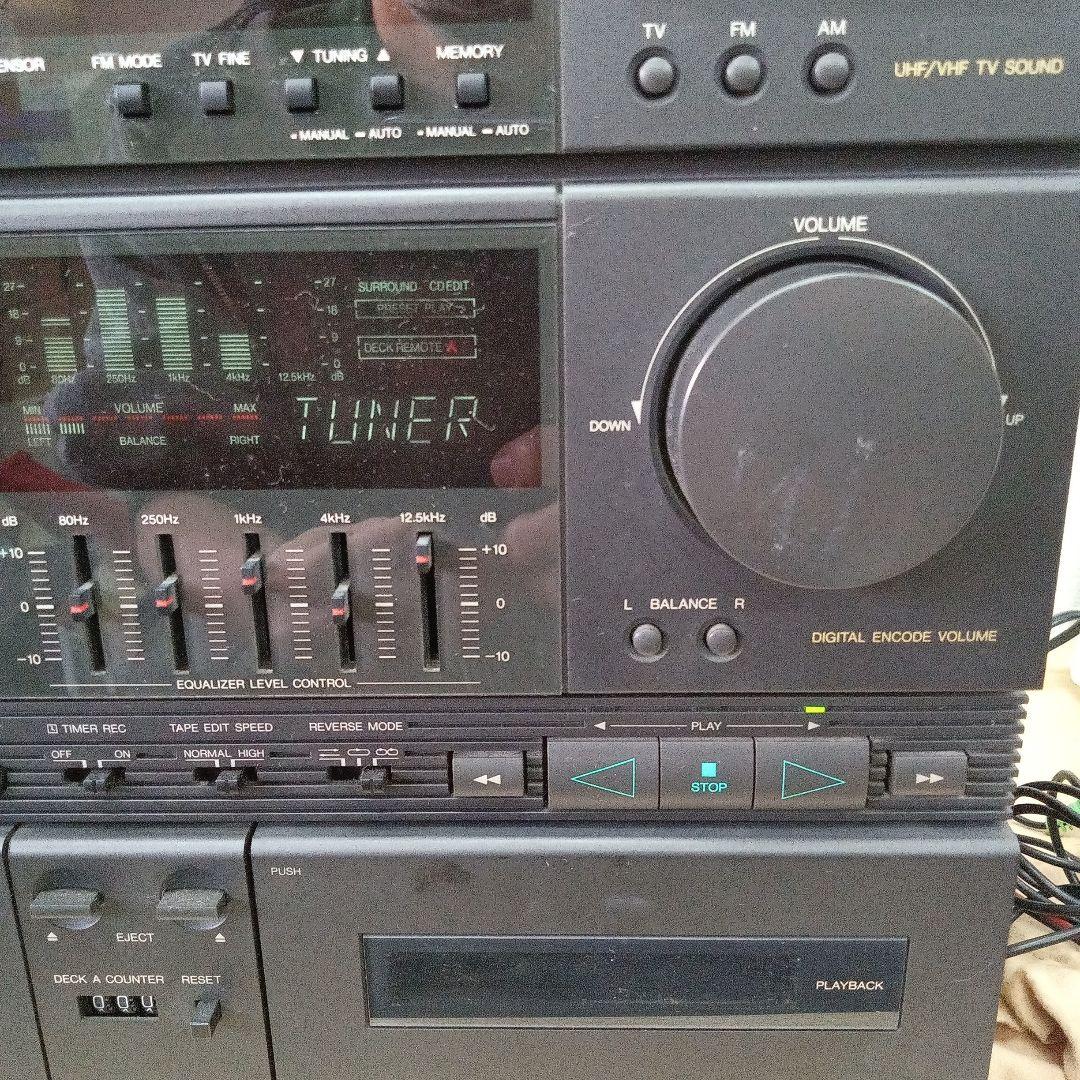 TV FM AM
ENSOR FM MODE TV FINE ▼ TUNING ▲ MEMORY
UHF/VHF TV SOUND
• MANUAL ━ AUTO • MANUAL ━ AUTO
VOLUME
27 27 SURROUND CD EDIT
18 18 PRESET PLAY
9 9 DECK REMOTE A
0 0
dB 80Hz 250Hz 1kHz 4kHz 12.5kHz dB
MIN VOLUME MAX
TUNER
LEFT BALANCE RIGHT
DOWN UP
dB 80Hz 250Hz 1kHz 4kHz 12.5kHz dB
+10 +10
0 0
-10 -10
L BALANCE R
DIGITAL ENCODE VOLUME
EQUALIZER LEVEL CONTROL
TIMER REC TAPE EDIT SPEED REVERSE MODE ◀ PLAY ▶
OFF ON NORMAL HIGH
◀◀ STOP ▶▶
PUSH
EJECT
DECK A COUNTER RESET
PLAYBACK